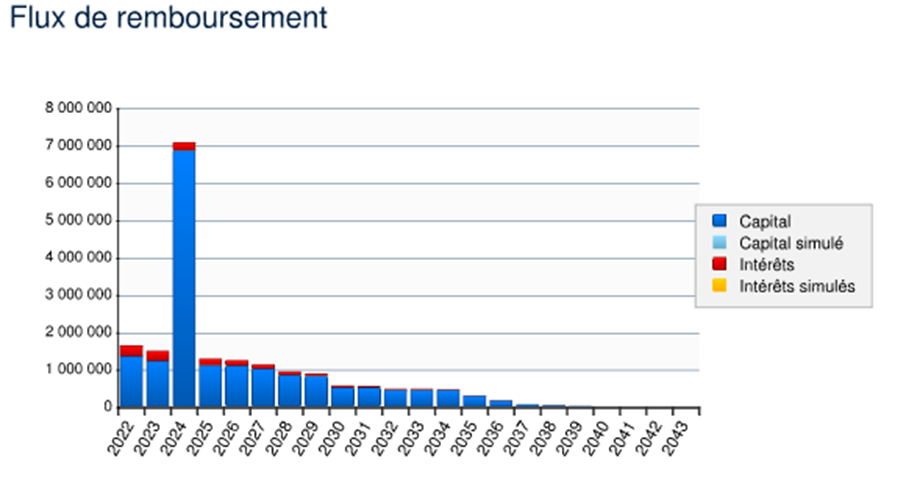 Flux de remboursement
8 000 000
7 000 000
6 000 000
5 000 000
4 000 000
3 000 000
2 000 000
1 000 000
0
2022
2023
2024
2025
2026
2027
2028
2029
2030
2031
2032
2033
2034
2035
2036
2037
2038
2039
2040
2041
2042
2043
Capital
Capital simulé
Intérêts
Intérêts simulés